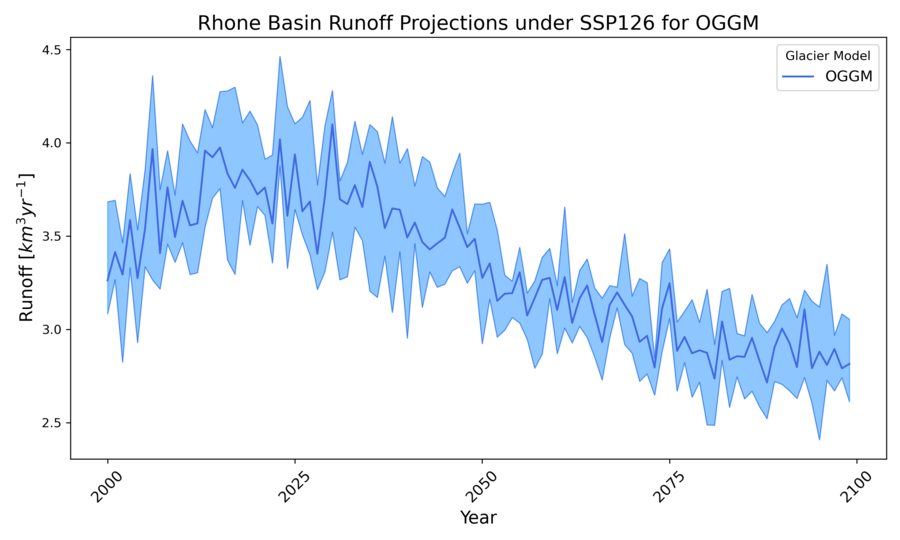 Rhone Basin Runoff Projections under SSP126 for OGGM
Glacier Model
OGGM
4.5
4.0
3.5
3.0
2.5
Runoff [km³yr⁻¹]
2000
2025
2050
2075
2100
Year